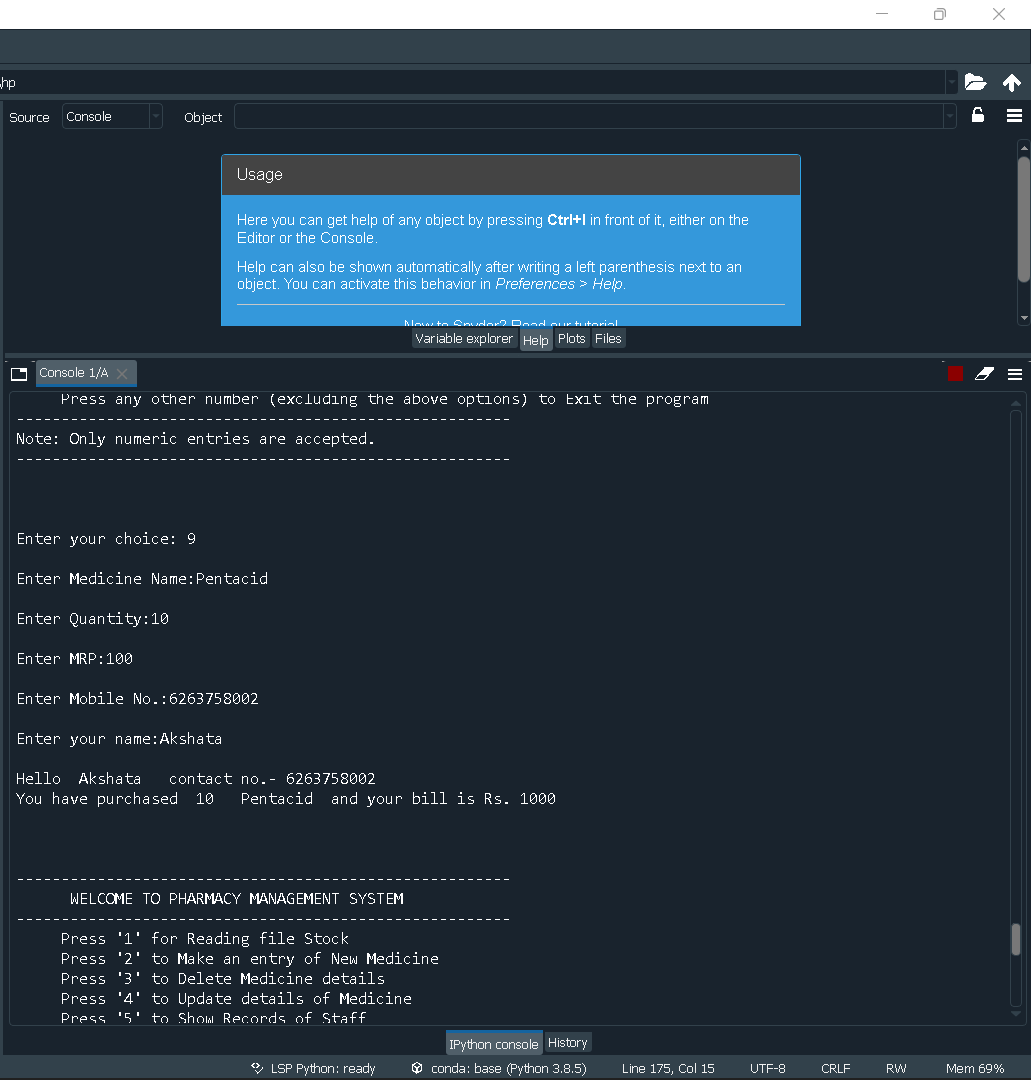 \hp
Source Console Object
Usage
Here you can get help of any object by pressing Ctrl+I in front of it, either on the
Editor or the Console.
Help can also be shown automatically after writing a left parenthesis next to an
object. You can activate this behavior in Preferences > Help.
New to Spyder? Read our tutorial
Variable explorer Help Plots Files
Console 1/A
Press any other number (excluding the above options) to Exit the program
-------------------------------------------------------
Note: Only numeric entries are accepted.
-------------------------------------------------------
Enter your choice: 9
Enter Medicine Name:Pentacid
Enter Quantity:10
Enter MRP:100
Enter Mobile No.:6263758002
Enter your name:Akshata
Hello  Akshata   contact no.- 6263758002
You have purchased  10   Pentacid  and your bill is Rs. 1000
-------------------------------------------------------
WELCOME TO PHARMACY MANAGEMENT SYSTEM
-------------------------------------------------------
Press '1' for Reading file Stock
Press '2' to Make an entry of New Medicine
Press '3' to Delete Medicine details
Press '4' to Update details of Medicine
Press '5' to Show Records of Staff
IPython console History
LSP Python: ready conda: base (Python 3.8.5) Line 175, Col 15 UTF-8 CRLF RW Mem 69%